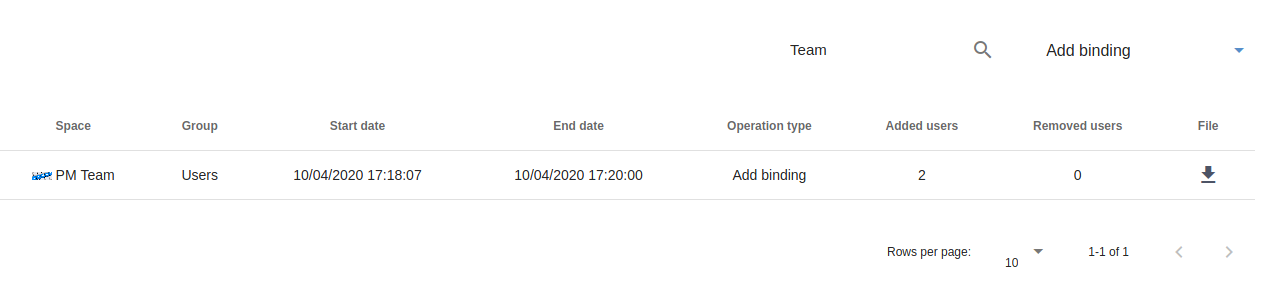 Team Add binding
Space Group Start date End date Operation type Added users Removed users File
PM Team Users 10/04/2020 17:18:07 10/04/2020 17:20:00 Add binding 2 0
Rows per page: 10 1-1 of 1